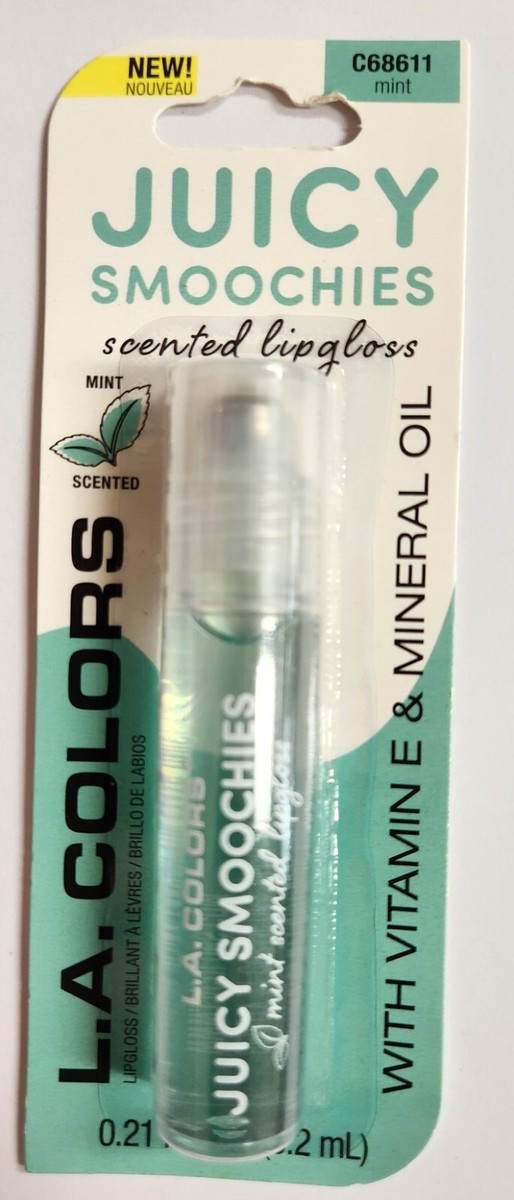 NEW!
NOUVEAU
C68611
mint
JUICY
SMOOCHIES
scented lipgloss
MINT
SCENTED
L.A. COLORS
LIPGLOSS / BRILLANT À LÈVRES / BRILLO DE LABIOS
L.A. COLORS
JUICY SMOOCHIES
mint scented lipgloss
WITH VITAMIN E & MINERAL OIL
0.21 .2 mL)